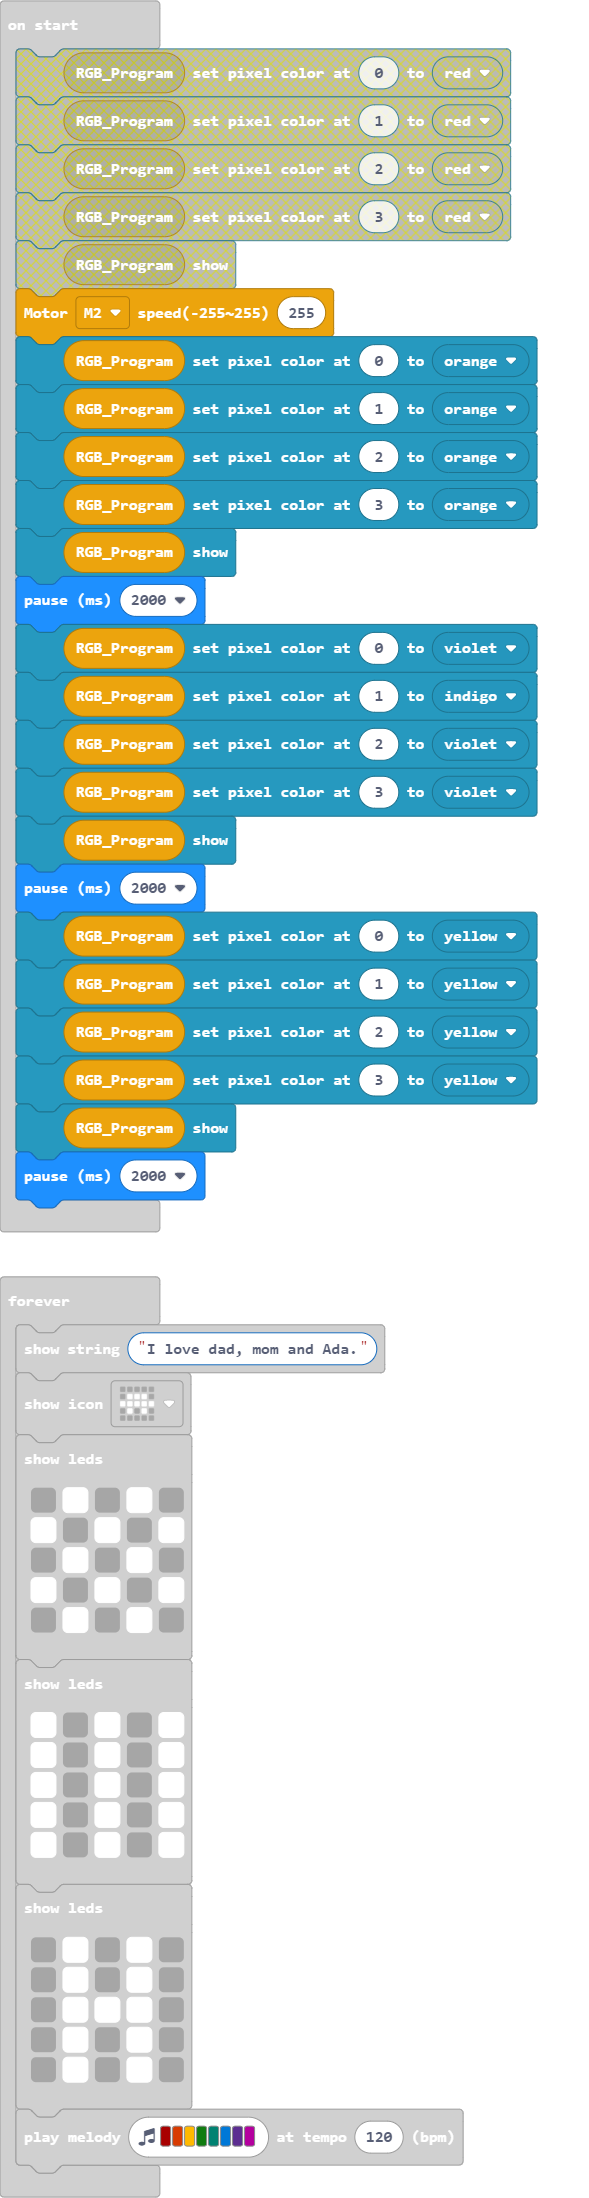 on start
RGB_Program set pixel color at 0 to red
RGB_Program set pixel color at 1 to red
RGB_Program set pixel color at 2 to red
RGB_Program set pixel color at 3 to red
RGB_Program show
Motor M2 speed(-255~255) 255
RGB_Program set pixel color at 0 to orange
RGB_Program set pixel color at 1 to orange
RGB_Program set pixel color at 2 to orange
RGB_Program set pixel color at 3 to orange
RGB_Program show
pause (ms) 2000
RGB_Program set pixel color at 0 to violet
RGB_Program set pixel color at 1 to indigo
RGB_Program set pixel color at 2 to violet
RGB_Program set pixel color at 3 to violet
RGB_Program show
pause (ms) 2000
RGB_Program set pixel color at 0 to yellow
RGB_Program set pixel color at 1 to yellow
RGB_Program set pixel color at 2 to yellow
RGB_Program set pixel color at 3 to yellow
RGB_Program show
pause (ms) 2000
forever
show string "I love dad, mom and Ada."
show icon
show leds
show leds
show leds
play melody at tempo 120 (bpm)